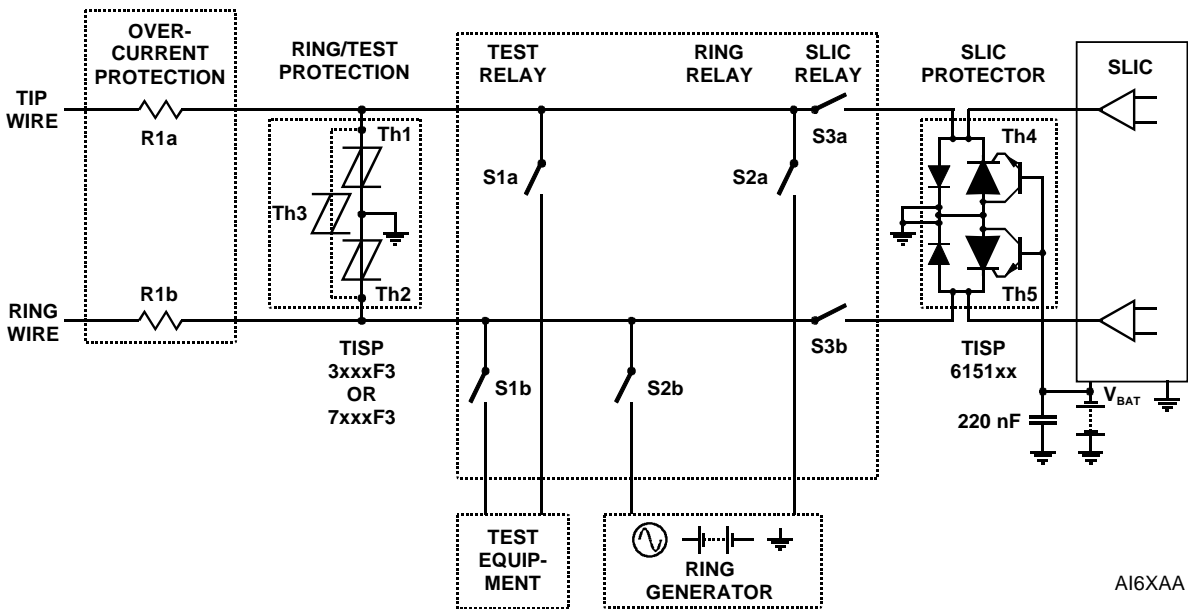 OVER-
CURRENT
PROTECTION
RING/TEST
PROTECTION
TEST
RELAY
RING
RELAY
SLIC
RELAY
SLIC
PROTECTOR
SLIC
TIP
WIRE
R1a
Th1
Th3
Th2
S1a
S2a
S3a
Th4
Th5
RING
WIRE
R1b
TISP
3xxxF3
OR
7xxxF3
S1b
S2b
S3b
TISP
6151xx
220 nF
VBAT
TEST
EQUIP-
MENT
RING
GENERATOR
AI6XAA